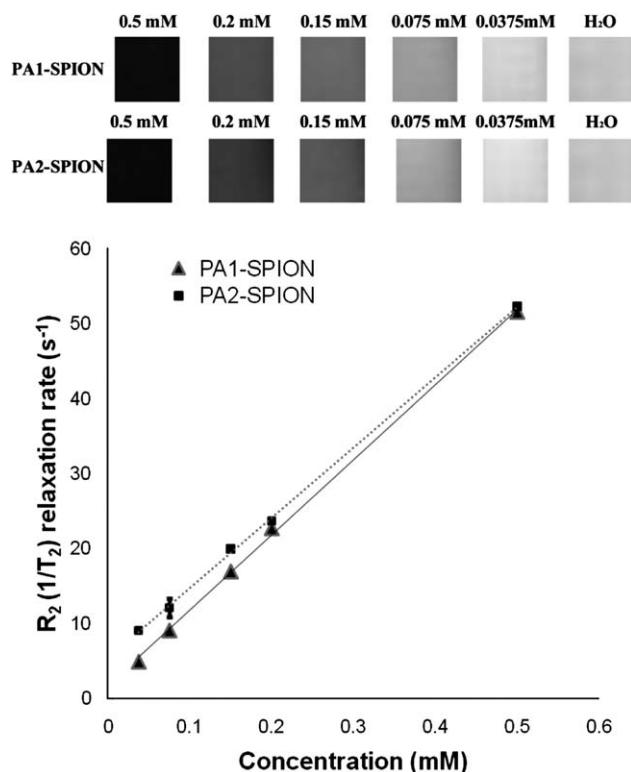 0.5 mM 0.2 mM 0.15 mM 0.075 mM 0.0375mM H₂O
PA1-SPION
0.5 mM 0.2 mM 0.15 mM 0.075 mM 0.0375mM H₂O
PA2-SPION
60
PA1-SPION
PA2-SPION
50
40
30
20
10
0
R₂ (1/T₂) relaxation rate (s⁻¹)
0 0.1 0.2 0.3 0.4 0.5 0.6
Concentration (mM)